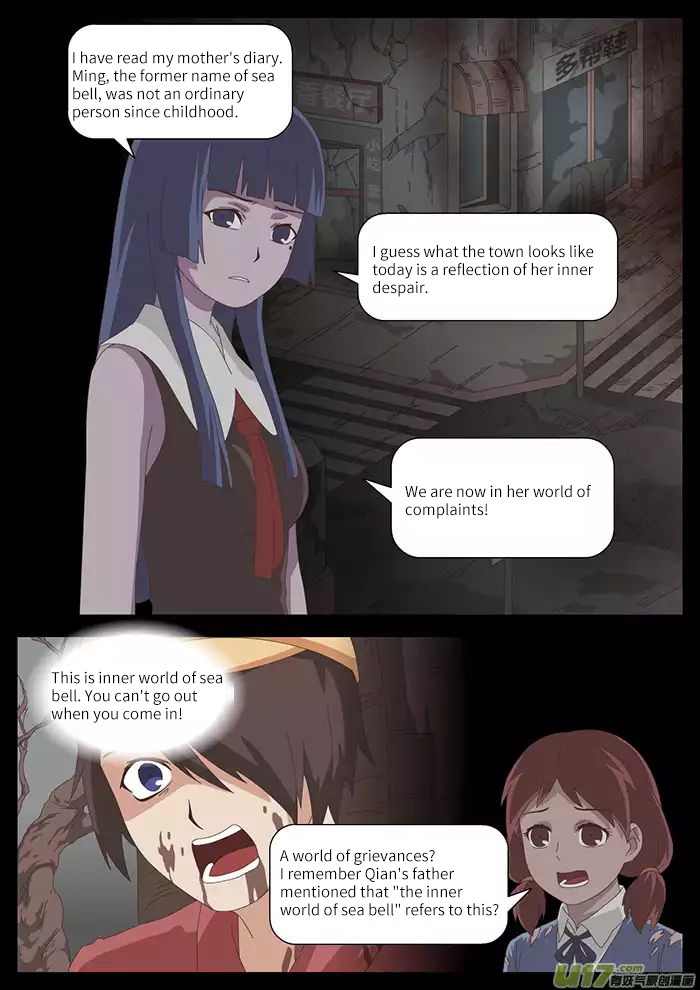 I have read my mother's diary.
Ming, the former name of sea
bell, was not an ordinary
person since childhood.
多帮鞋
小吃
I guess what the town looks like
today is a reflection of her inner
despair.
We are now in her world of
complaints!
This is inner world of sea
bell. You can't go out
when you come in!
A world of grievances?
I remember Qian's father
mentioned that "the inner
world of sea bell" refers to this?
U17.com
有妖气原创漫画